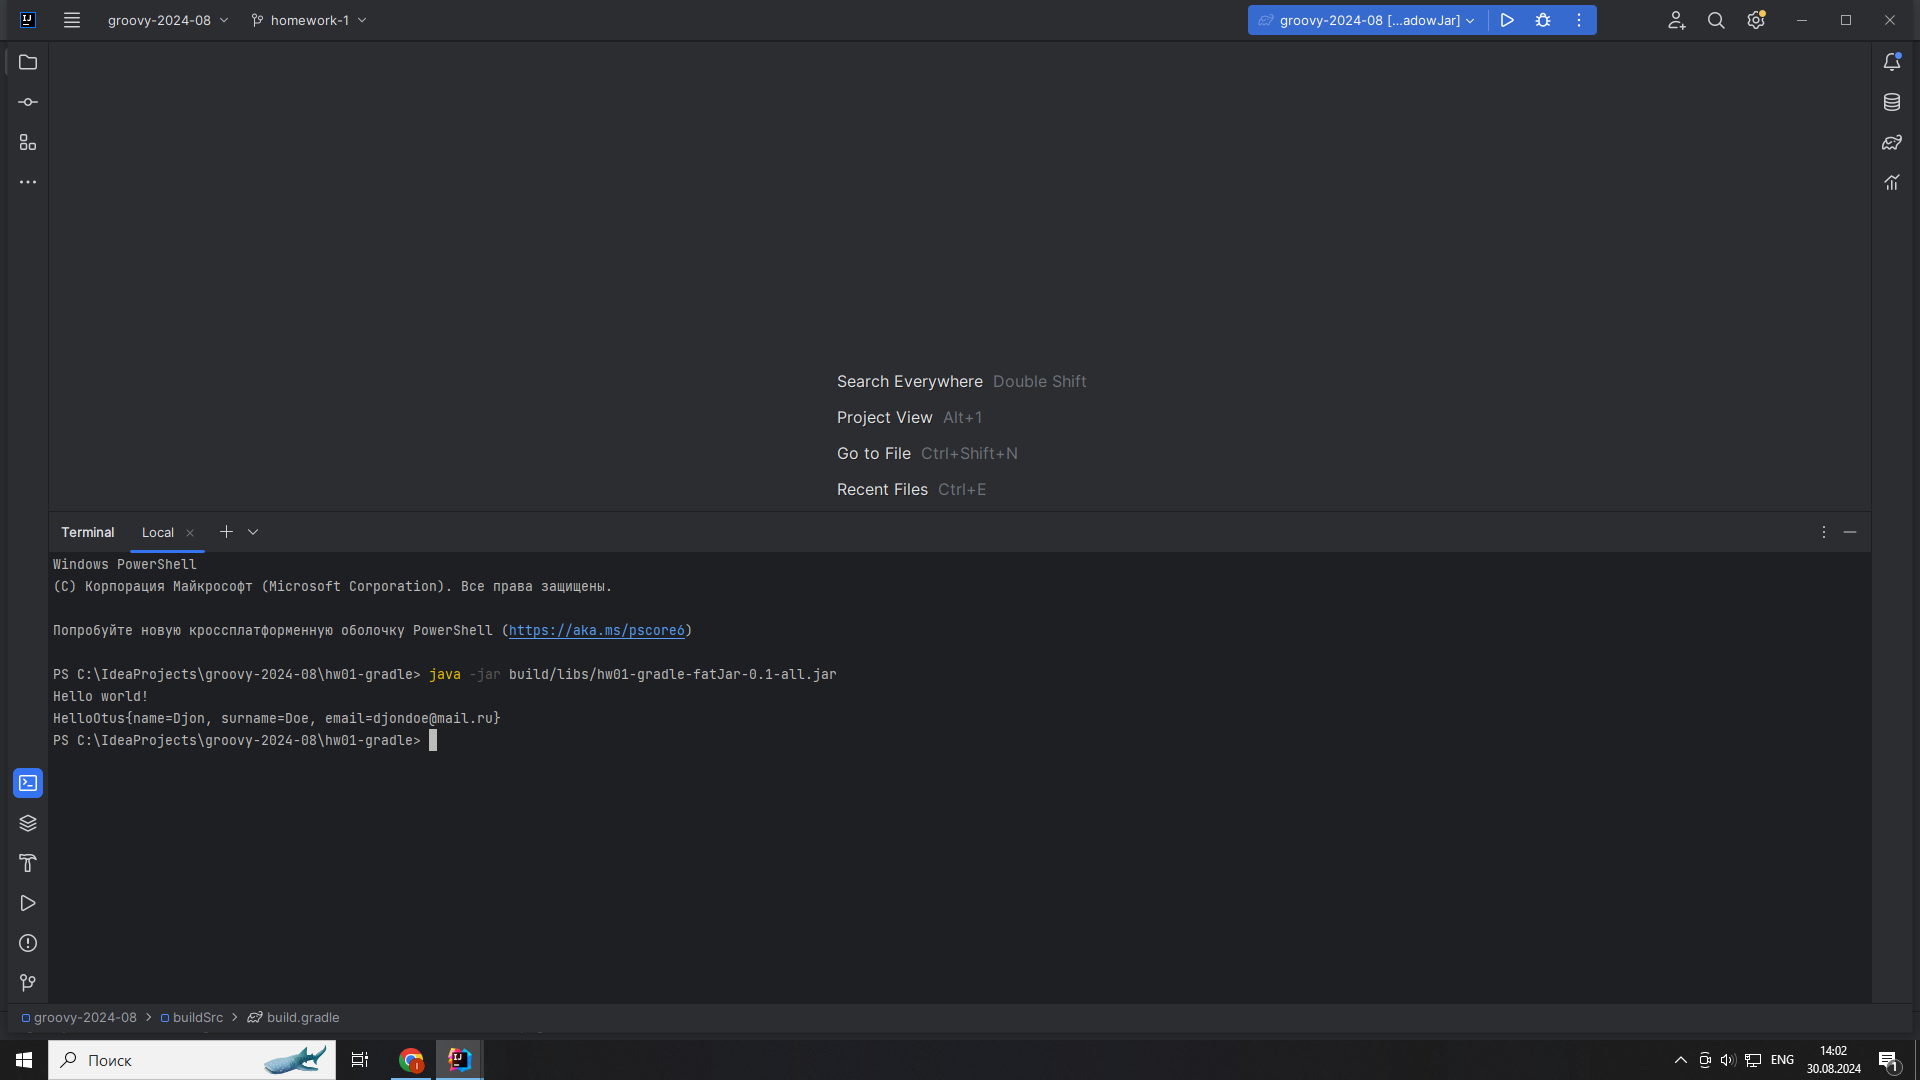 groovy-2024-08
homework-1
groovy-2024-08 [...adowJar]
Search Everywhere Double Shift
Project View Alt+1
Go to File Ctrl+Shift+N
Recent Files Ctrl+E
Terminal
Local
Windows PowerShell
(C) Корпорация Майкрософт (Microsoft Corporation). Все права защищены.
Попробуйте новую кроссплатформенную оболочку PowerShell (https://aka.ms/pscore6)
PS C:\IdeaProjects\groovy-2024-08\hw01-gradle> java -jar build/libs/hw01-gradle-fatJar-0.1-all.jar
Hello world!
HelloOtus{name=Djon, surname=Doe, email=djondoe@mail.ru}
PS C:\IdeaProjects\groovy-2024-08\hw01-gradle>
groovy-2024-08 > buildSrc > build.gradle
Поиск
ENG
14:02
30.08.2024
1